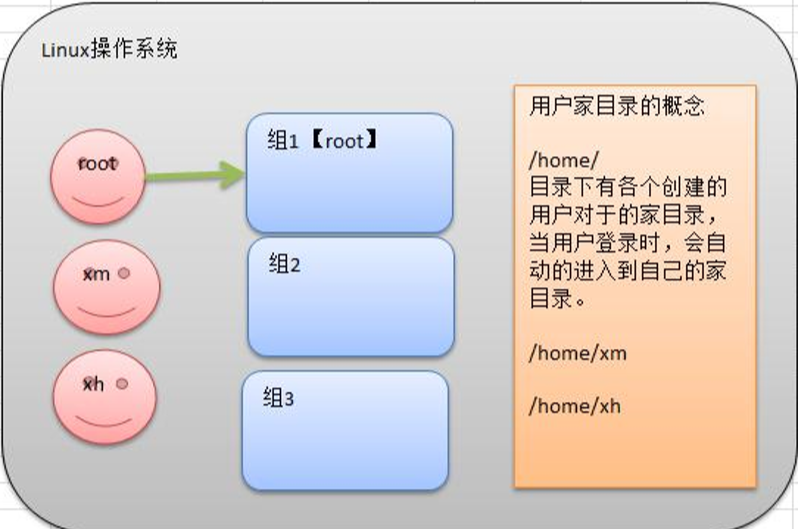 Linux操作系统
root
xm
xh
组1【root】
组2
组3
用户家目录的概念
/home/
目录下有各个创建的
用户对于的家目录，
当用户登录时，会自
动的进入到自己的家
目录。
/home/xm
/home/xh